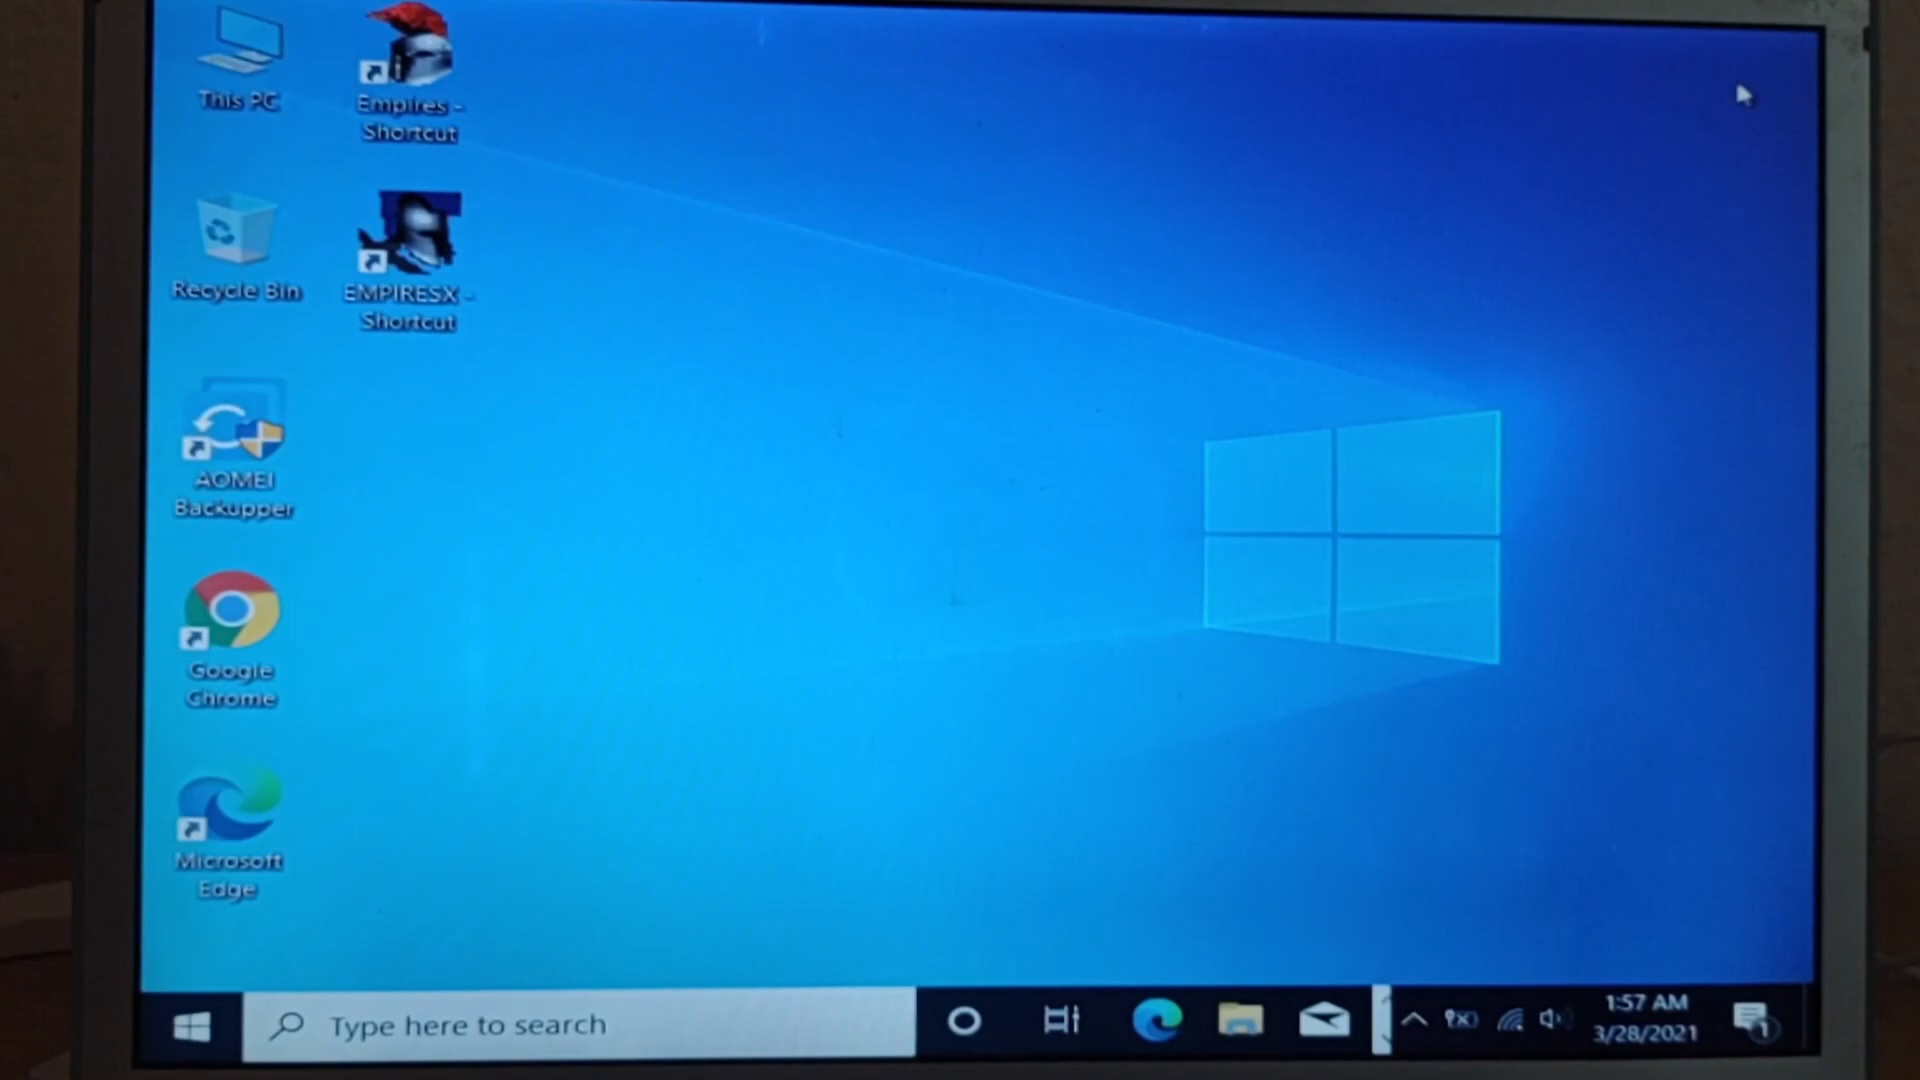 This PC
Empires -
Shortcut
Recycle Bin
EMPIRESX -
Shortcut
AOMEI
Backupper
Google
Chrome
Microsoft
Edge
Type here to search
1:57 AM
3/28/2021
1